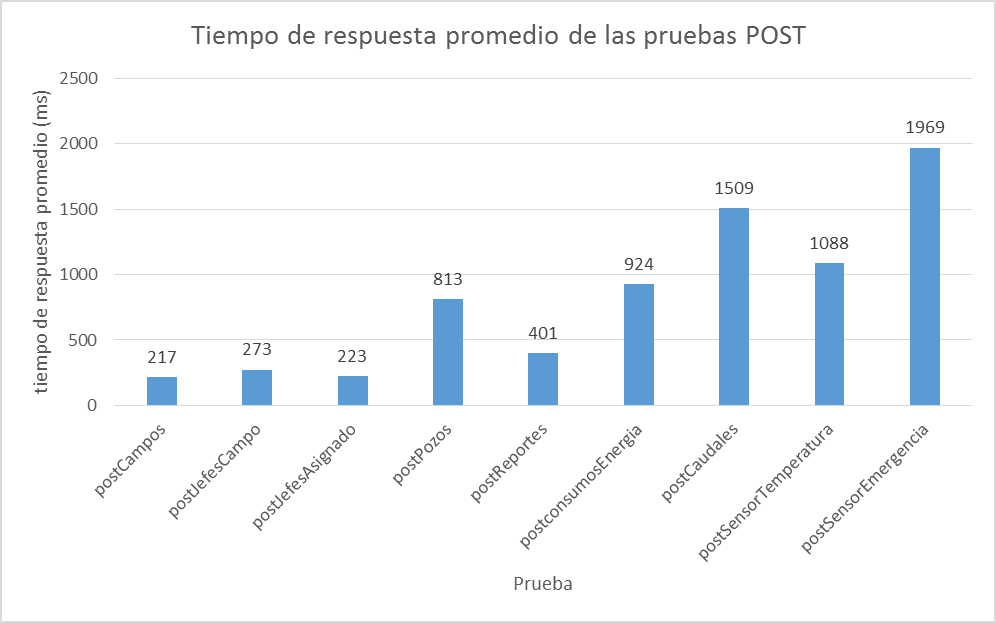 Tiempo de respuesta promedio de las pruebas POST
tiempo de respuesta promedio (ms)
2500
2000
1500
1000
500
0
217
273
223
813
401
924
1509
1088
1969
postCampos
postJefesCampo
postJefesAsignado
postPozos
postReportes
postconsumosEnergia
postCaudales
postSensorTemperatura
postSensorEmergencia
Prueba